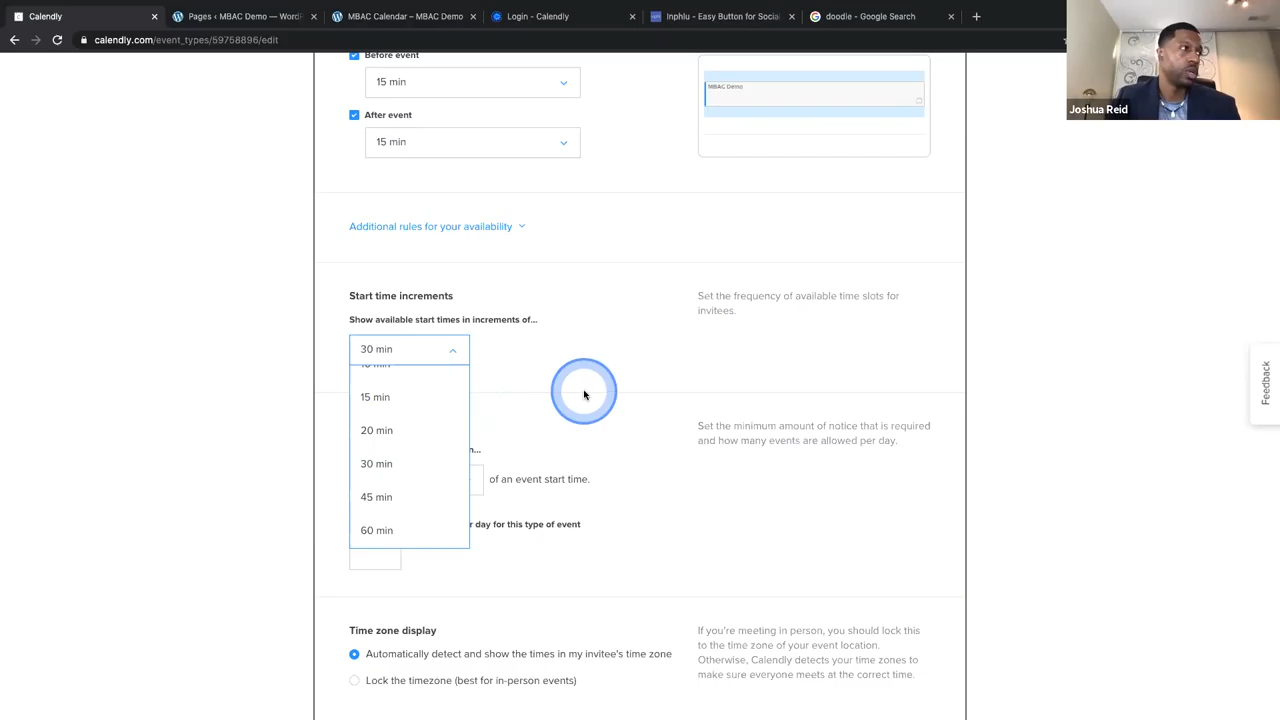 Calendly
Pages ‹ MBAC Demo — WordP
MBAC Calendar – MBAC Demo
Login - Calendly
Inphlu - Easy Button for Social
doodle - Google Search
calendly.com/event_types/59758896/edit
Joshua Reid
Before event
15 min
MBAC Demo
After event
15 min
Additional rules for your availability
Start time increments
Set the frequency of available time slots for
invitees.
Show available start times in increments of...
30 min
10 min
15 min
20 min
30 min
45 min
60 min
Set the minimum amount of notice that is required
and how many events are allowed per day.
n...
of an event start time.
r day for this type of event
Feedback
Time zone display
Automatically detect and show the times in my invitee's time zone
Lock the timezone (best for in-person events)
If you're meeting in person, you should lock this
to the time zone of your event location.
Otherwise, Calendly detects your time zones to
make sure everyone meets at the correct time.